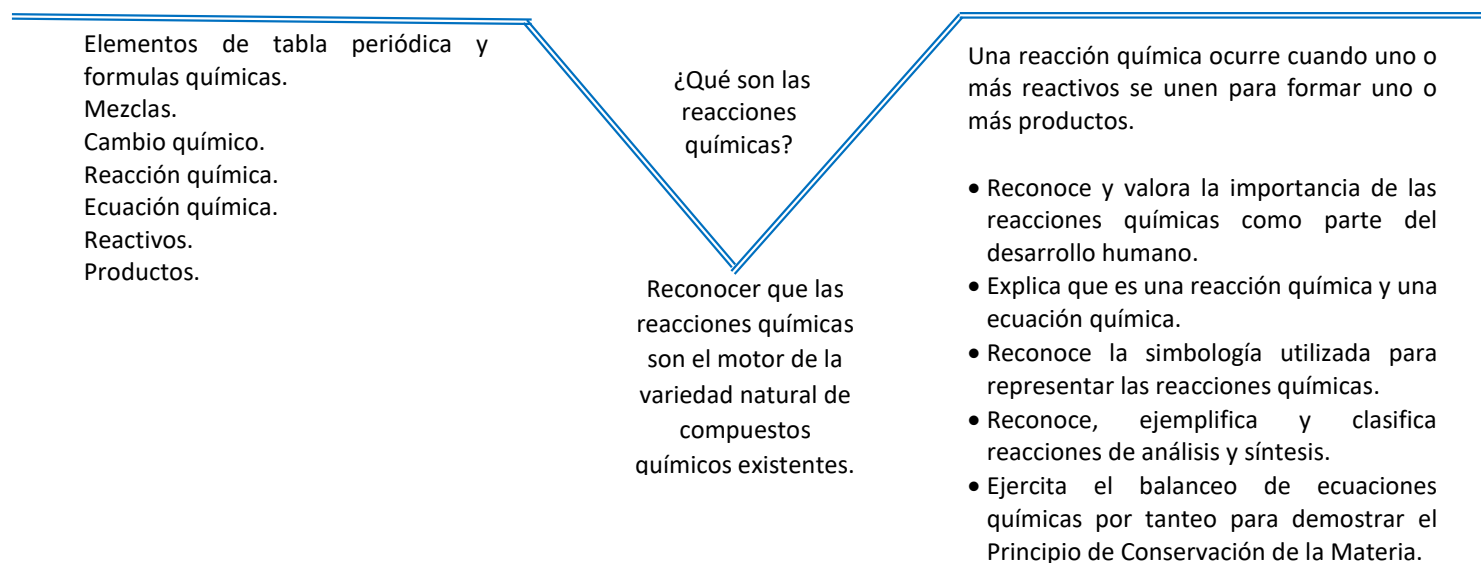 Elementos de tabla periódica y
formulas químicas.
Mezclas.
Cambio químico.
Reacción química.
Ecuación química.
Reactivos.
Productos.
¿Qué son las
reacciones
químicas?
Reconocer que las
reacciones químicas
son el motor de la
variedad natural de
compuestos
químicos existentes.
Una reacción química ocurre cuando uno o
más reactivos se unen para formar uno o
más productos.
• Reconoce y valora la importancia de las
reacciones químicas como parte del
desarrollo humano.
• Explica que es una reacción química y una
ecuación química.
• Reconoce la simbología utilizada para
representar las reacciones químicas.
• Reconoce, ejemplifica y clasifica
reacciones de análisis y síntesis.
• Ejercita el balanceo de ecuaciones
químicas por tanteo para demostrar el
Principio de Conservación de la Materia.